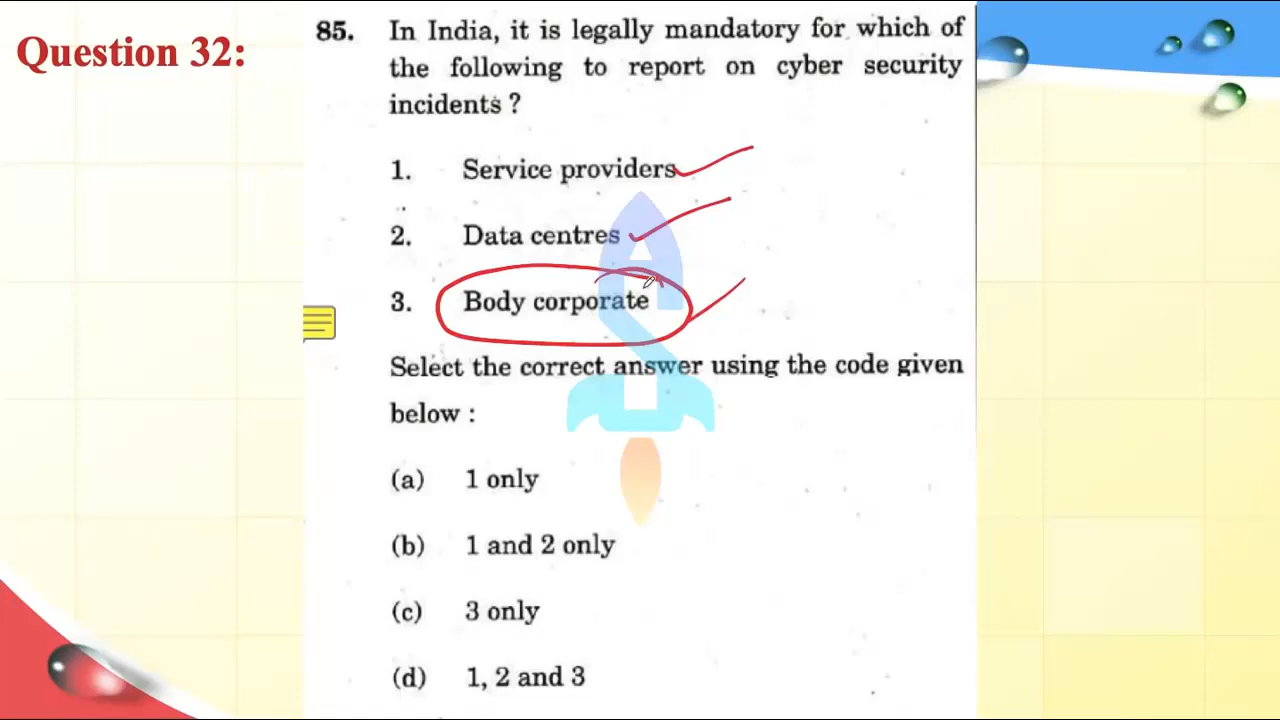 Question 32:
85. In India, it is legally mandatory for which of
the following to report on cyber security
incidents ?
1. Service providers
2. Data centres
3. Body corporate
Select the correct answer using the code given
below :
(a) 1 only
(b) 1 and 2 only
(c) 3 only
(d) 1, 2 and 3